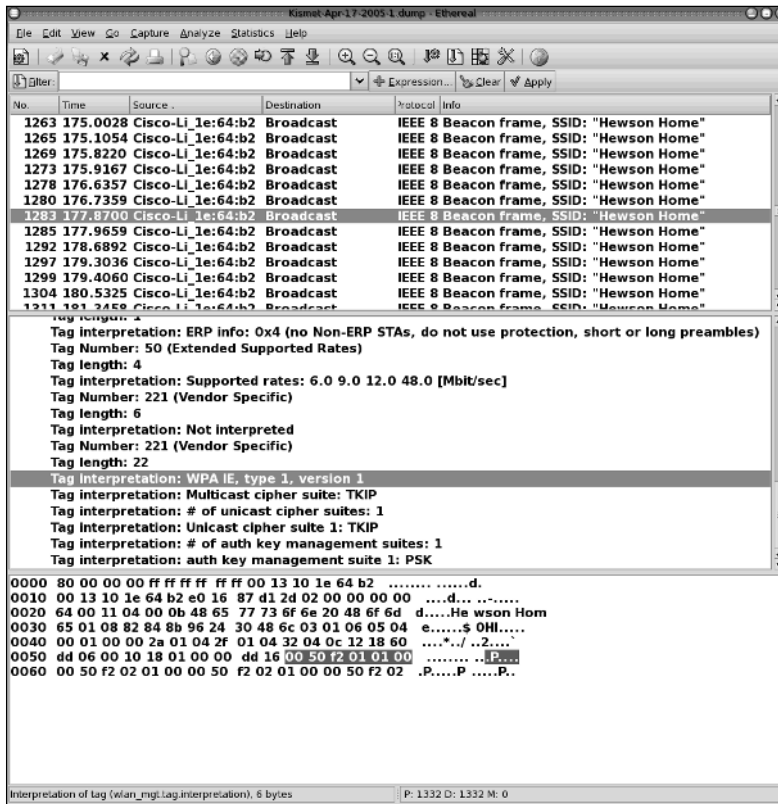 Kismet-Apr-17-2005-1.dump - Ethereal
File Edit View Go Capture Analyze Statistics Help
Filter: Expression... Clear Apply
No. Time Source . Destination Protocol Info
1263 175.0028 Cisco-Li_1e:64:b2 Broadcast IEEE 8 Beacon frame, SSID: "Hewson Home"
1265 175.1054 Cisco-Li_1e:64:b2 Broadcast IEEE 8 Beacon frame, SSID: "Hewson Home"
1269 175.8220 Cisco-Li_1e:64:b2 Broadcast IEEE 8 Beacon frame, SSID: "Hewson Home"
1273 175.9167 Cisco-Li_1e:64:b2 Broadcast IEEE 8 Beacon frame, SSID: "Hewson Home"
1278 176.6357 Cisco-Li_1e:64:b2 Broadcast IEEE 8 Beacon frame, SSID: "Hewson Home"
1280 176.7359 Cisco-Li_1e:64:b2 Broadcast IEEE 8 Beacon frame, SSID: "Hewson Home"
1283 177.8700 Cisco-Li_1e:64:b2 Broadcast IEEE 8 Beacon frame, SSID: "Hewson Home"
1285 177.9659 Cisco-Li_1e:64:b2 Broadcast IEEE 8 Beacon frame, SSID: "Hewson Home"
1292 178.6892 Cisco-Li_1e:64:b2 Broadcast IEEE 8 Beacon frame, SSID: "Hewson Home"
1297 179.3036 Cisco-Li_1e:64:b2 Broadcast IEEE 8 Beacon frame, SSID: "Hewson Home"
1299 179.4060 Cisco-Li_1e:64:b2 Broadcast IEEE 8 Beacon frame, SSID: "Hewson Home"
1304 180.5325 Cisco-Li_1e:64:b2 Broadcast IEEE 8 Beacon frame, SSID: "Hewson Home"
1311 181.3458 Cisco-Li_1e:64:b2 Broadcast IEEE 8 Beacon frame, SSID: "Hewson Home"
Tag length: 1
Tag interpretation: ERP info: 0x4 (no Non-ERP STAs, do not use protection, short or long preambles)
Tag Number: 50 (Extended Supported Rates)
Tag length: 4
Tag interpretation: Supported rates: 6.0 9.0 12.0 48.0 [Mbit/sec]
Tag Number: 221 (Vendor Specific)
Tag length: 6
Tag interpretation: Not interpreted
Tag Number: 221 (Vendor Specific)
Tag length: 22
Tag interpretation: WPA IE, type 1, version 1
Tag interpretation: Multicast cipher suite: TKIP
Tag interpretation: # of unicast cipher suites: 1
Tag interpretation: Unicast cipher suite 1: TKIP
Tag interpretation: # of auth key management suites: 1
Tag interpretation: auth key management suite 1: PSK
0000 80 00 00 00 ff ff ff ff ff ff 00 13 10 1e 64 b2 ........ ......d.
0010 00 13 10 1e 64 b2 e0 16 87 d1 2d 02 00 00 00 00 ....d... ..-.....
0020 64 00 11 04 00 0b 48 65 77 73 6f 6e 20 48 6f 6d d.....He wson Hom
0030 65 01 08 82 84 8b 96 24 30 48 6c 03 01 06 05 04 e......$ 0Hl.....
0040 00 01 00 00 2a 01 04 2f 01 04 32 04 0c 12 18 60 ....*../ ..2....`
0050 dd 06 00 10 18 01 00 00 dd 16 00 50 f2 01 01 00 ........ ...P....
0060 00 50 f2 02 01 00 00 50 f2 02 01 00 00 50 f2 02 .P.....P .....P..
Interpretation of tag (wlan_mgt.tag.interpretation), 6 bytes P: 1332 D: 1332 M: 0